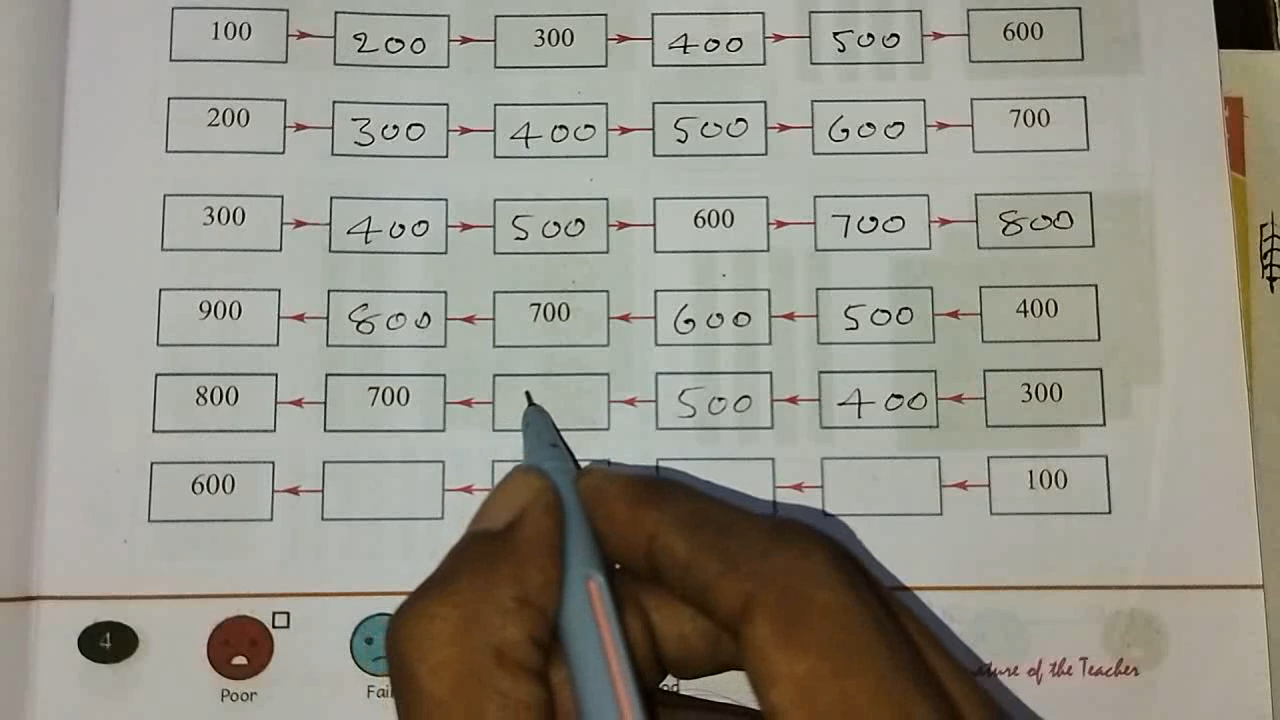 100 200 300 400 500 600
200 300 400 500 600 700
300 400 500 600 700 800
900 800 700 600 500 400
800 700 500 400 300
600 100
4
Poor
of the Teacher